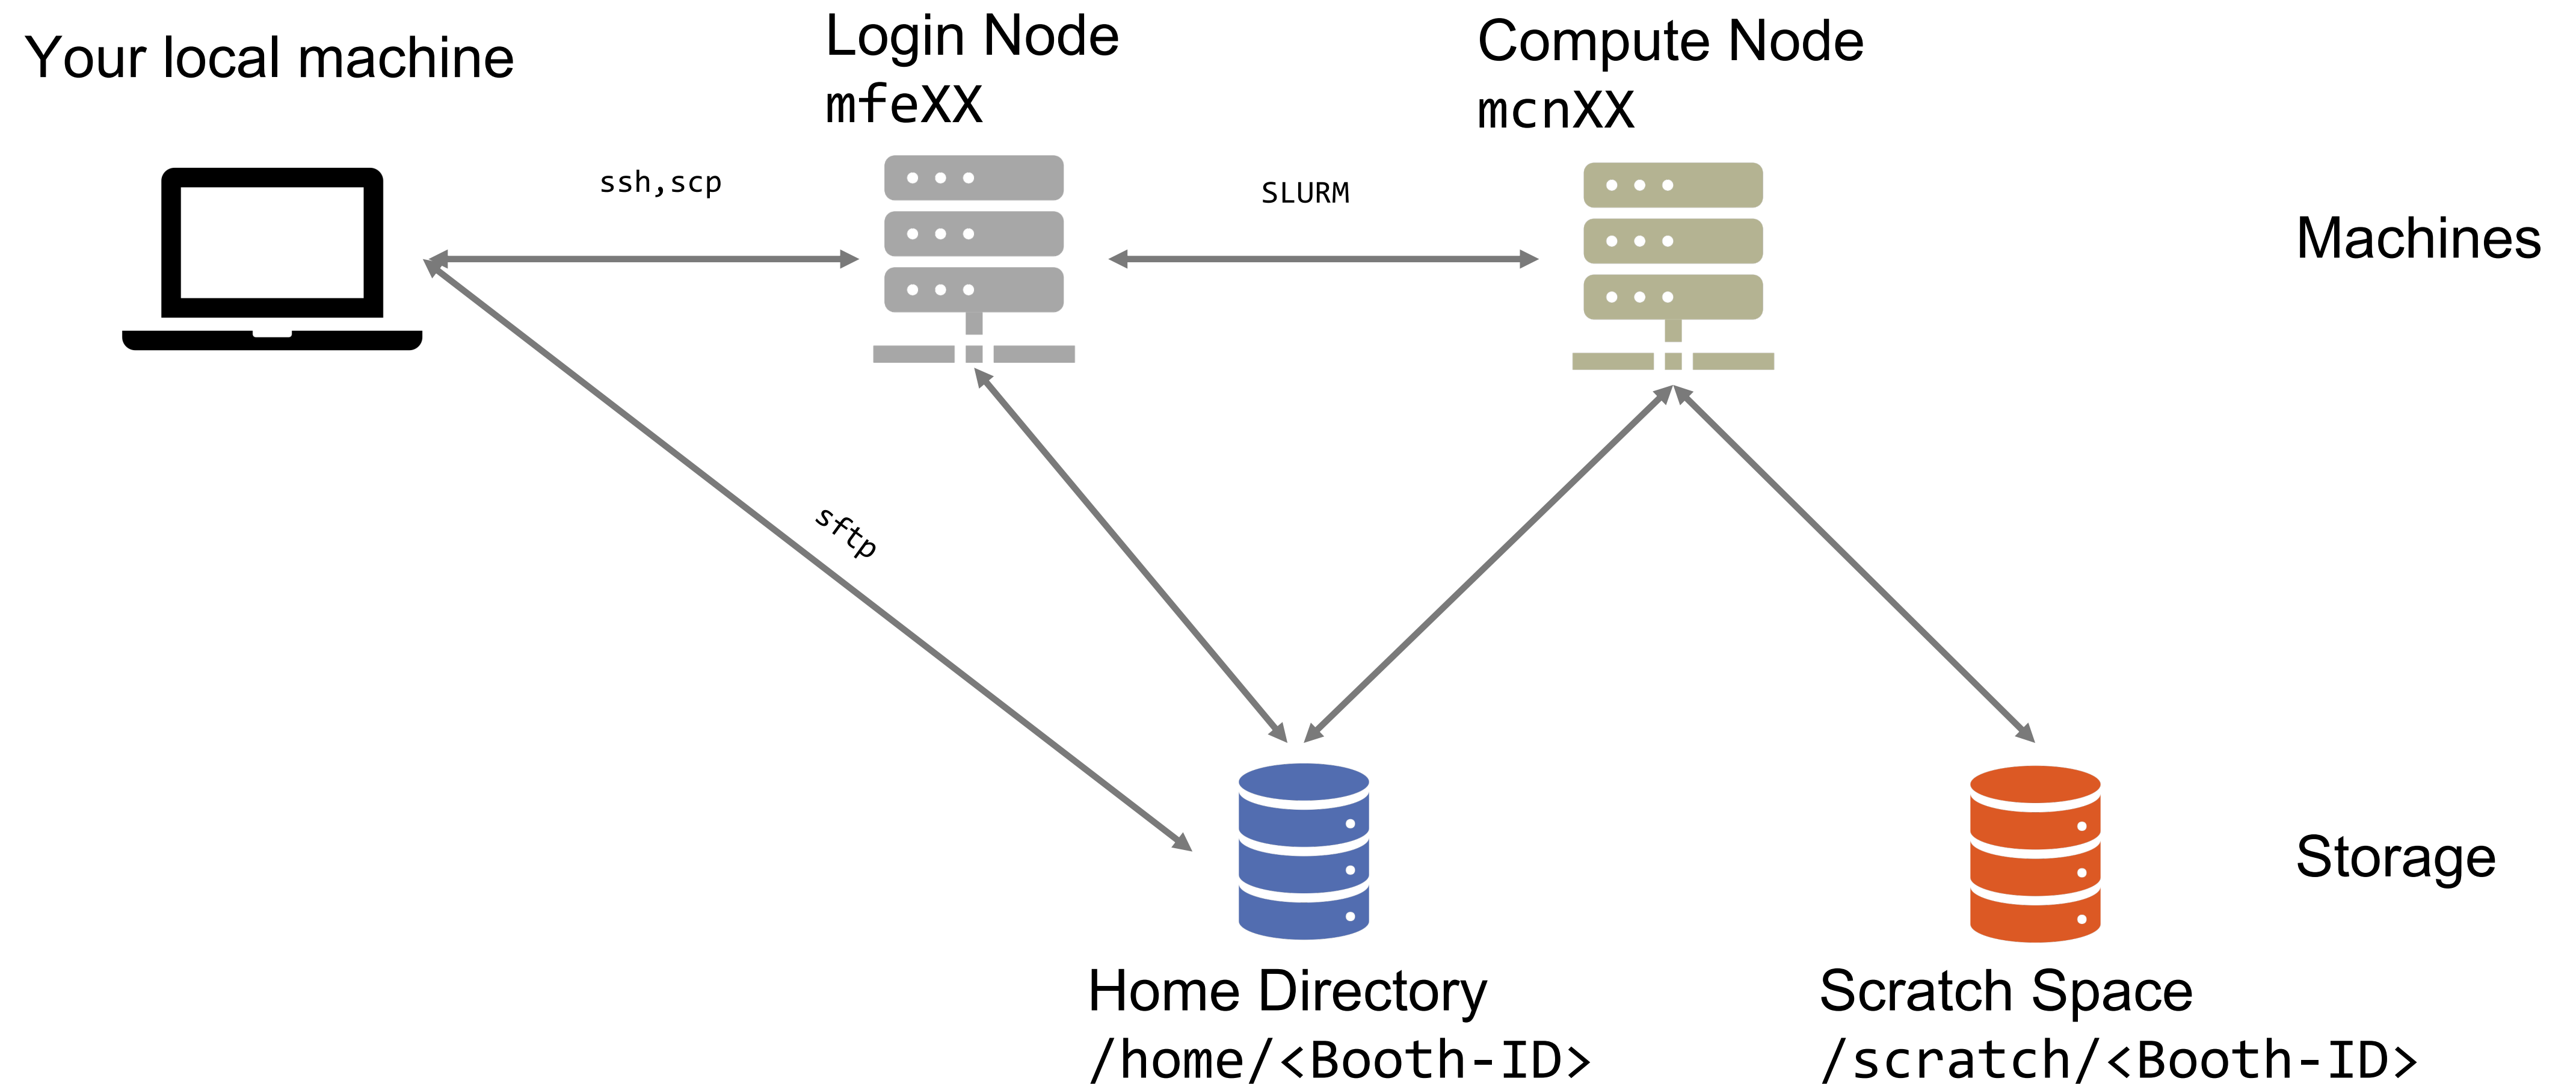 Your local machine
Login Node
mfeXX
Compute Node
mcnXX
ssh,scp
SLURM
Machines
sftp
Storage
Home Directory
/home/<Booth-ID>
Scratch Space
/scratch/<Booth-ID>